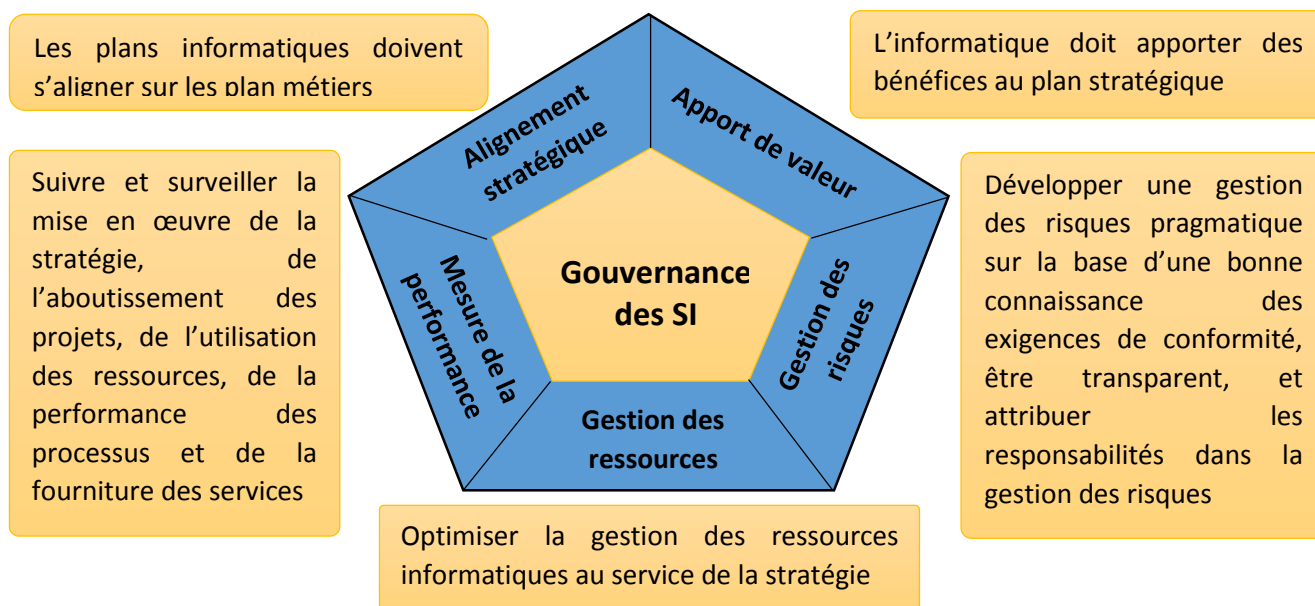 Les plans informatiques doivent
s’aligner sur les plan métiers
L’informatique doit apporter des
bénéfices au plan stratégique
Alignement
stratégique
Apport de valeur
Suivre et surveiller la
mise en œuvre de la
stratégie, de
l’aboutissement des
projets, de l’utilisation
des ressources, de la
performance des
processus et de la
fourniture des services
Mesure de la
performance
Gouvernance
des SI
Gestion des
risques
Développer une gestion
des risques pragmatique
sur la base d’une bonne
connaissance des
exigences de conformité,
être transparent, et
attribuer les
responsabilités dans la
gestion des risques
Gestion des
ressources
Optimiser la gestion des ressources
informatiques au service de la stratégie